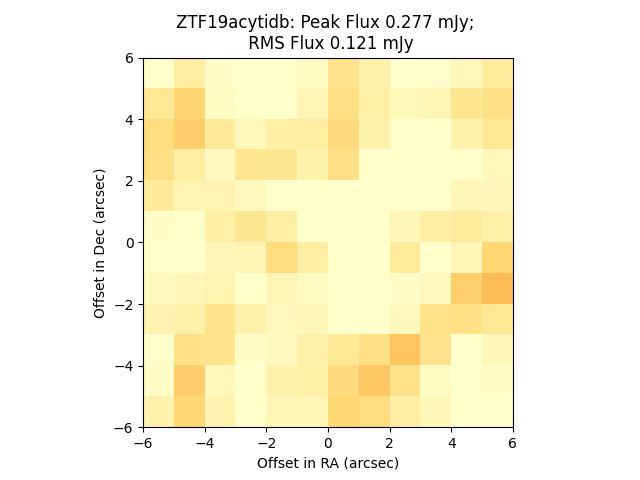 ZTF19acytidb: Peak Flux 0.277 mJy;
RMS Flux 0.121 mJy
6
4
2
0
−2
−4
−6
Offset in Dec (arcsec)
−6 −4 −2 0 2 4 6
Offset in RA (arcsec)